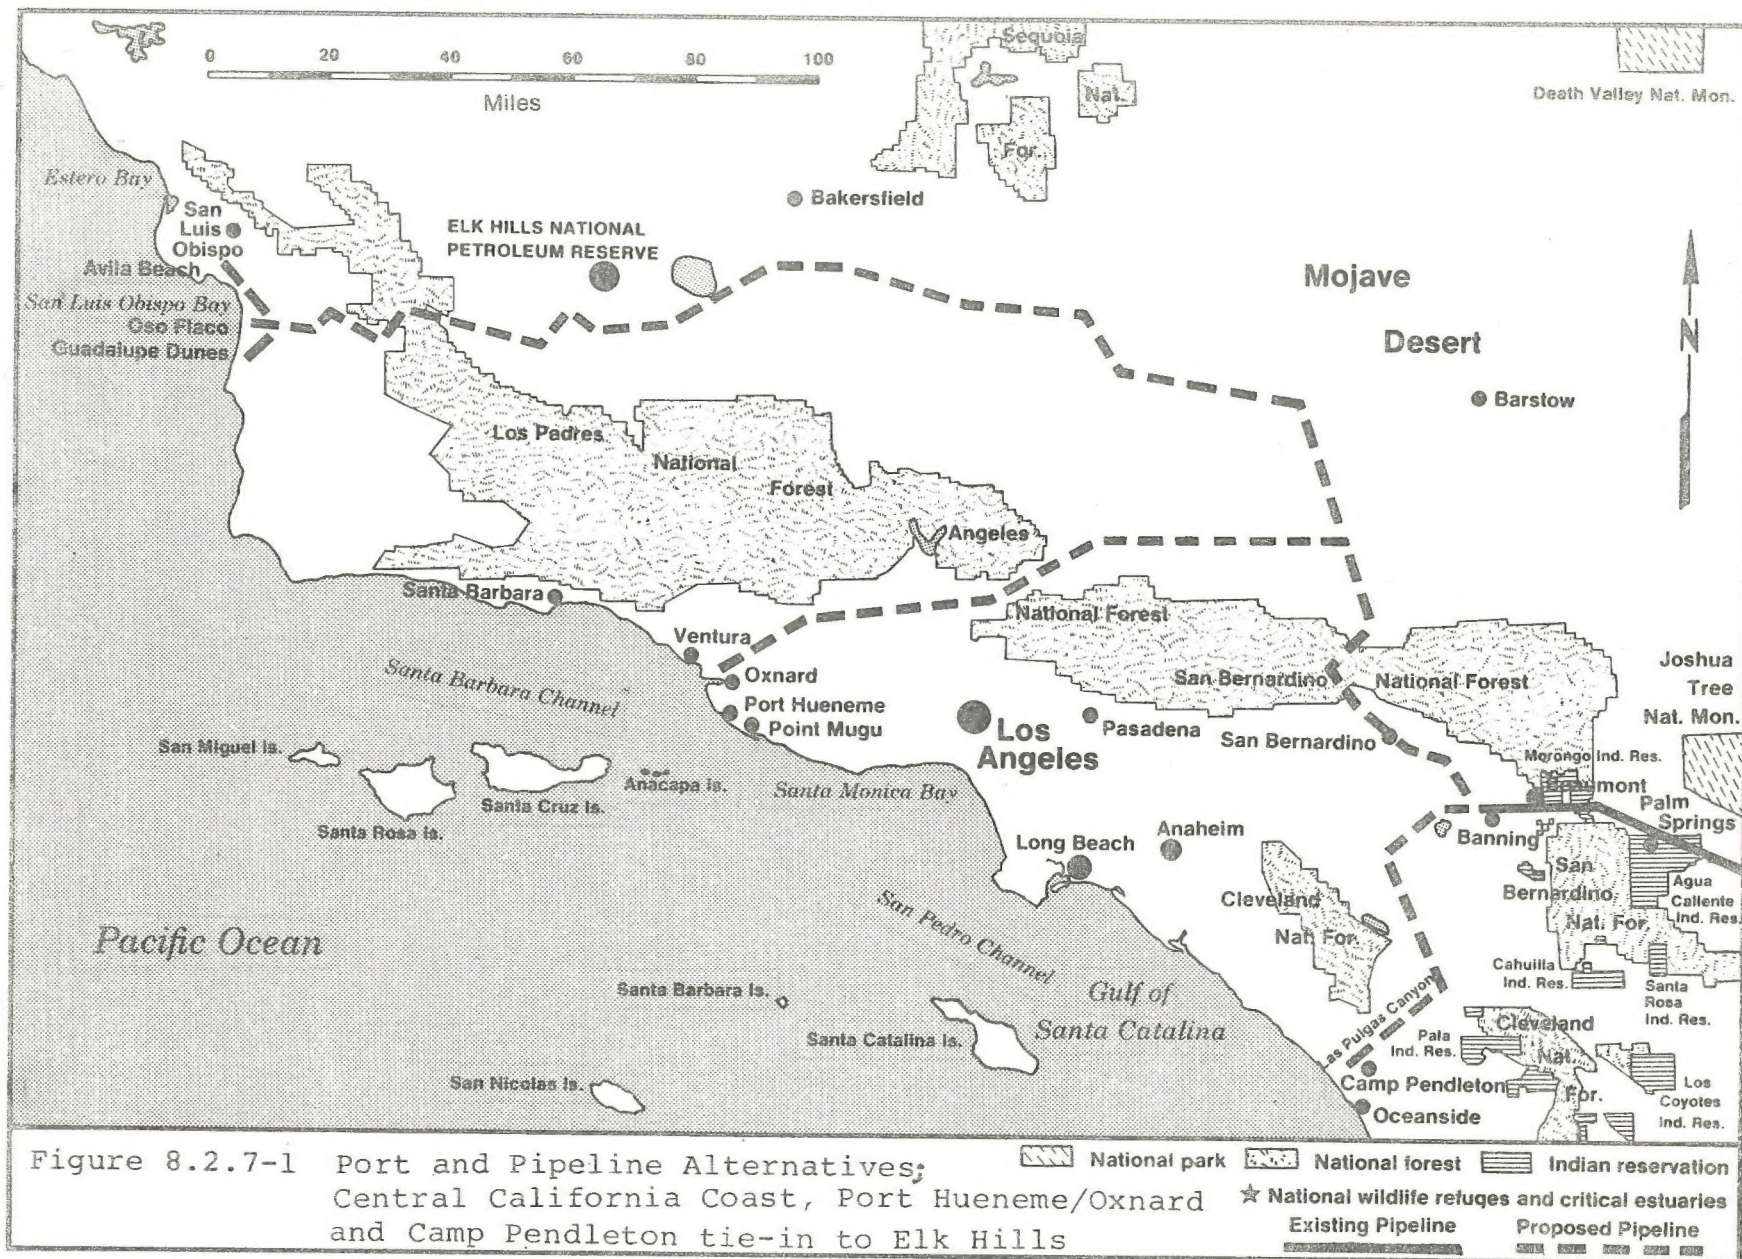 0 20 40 60 80 100
Miles
Sequoia
Nat.
For.
Death Valley Nat. Mon.
Estero Bay
San
Luis
Obispo
Avila Beach
San Luis Obispo Bay
Oso Flaco
Guadalupe Dunes
ELK HILLS NATIONAL
PETROLEUM RESERVE
Bakersfield
Mojave
Desert
Barstow
N
Los Padres
National
Forest
Angeles
National Forest
Santa Barbara
Ventura
Oxnard
Port Hueneme
Point Mugu
Santa Barbara Channel
San Miguel Is.
Santa Rosa Is.
Santa Cruz Is.
Anacapa Is.
Santa Monica Bay
Los
Angeles
Pasadena
San Bernardino
National Forest
San Bernardino
Joshua
Tree
Nat. Mon.
Morongo Ind. Res.
Beaumont
Palm
Springs
Banning
Long Beach
Anaheim
San
Bernardino
Nat. For.
Agua
Caliente
Ind. Res.
Cleveland
Nat. For.
San Pedro Channel
Pacific Ocean
Santa Barbara Is.
Santa Catalina Is.
San Nicolas Is.
Gulf of
Santa Catalina
Cahuilla
Ind. Res.
Santa
Rosa
Ind. Res.
Las Pulgas Canyon
Pala
Ind. Res.
Cleveland
Nat.
For.
Los
Coyotes
Ind. Res.
Camp Pendleton
Oceanside
Figure 8.2.7-1 Port and Pipeline Alternatives;
Central California Coast, Port Hueneme/Oxnard
and Camp Pendleton tie-in to Elk Hills
National park National forest Indian reservation
National wildlife refuges and critical estuaries
Existing Pipeline Proposed Pipeline